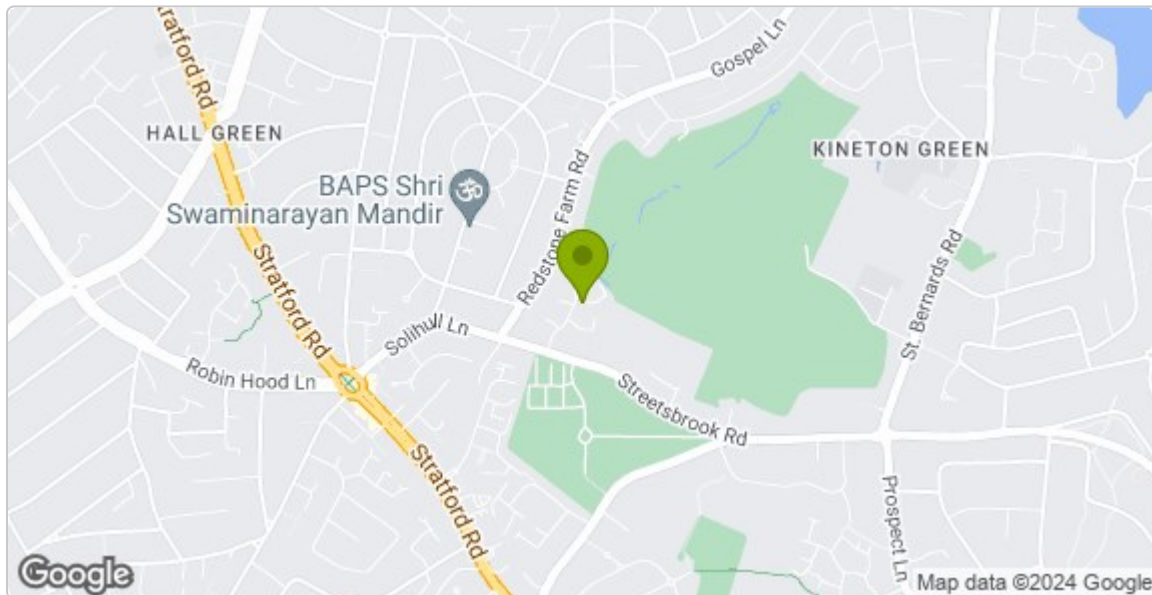 Stratford Rd
Gospel Ln
HALL GREEN
KINETON GREEN
BAPS Shri
Swaminarayan Mandir
Redstone Farm Rd
Stratford Rd
St. Bernards Rd
Solihull Ln
Robin Hood Ln
Streetsbrook Rd
Stratford Rd
Prospect Ln
Google
Map data ©2024 Google